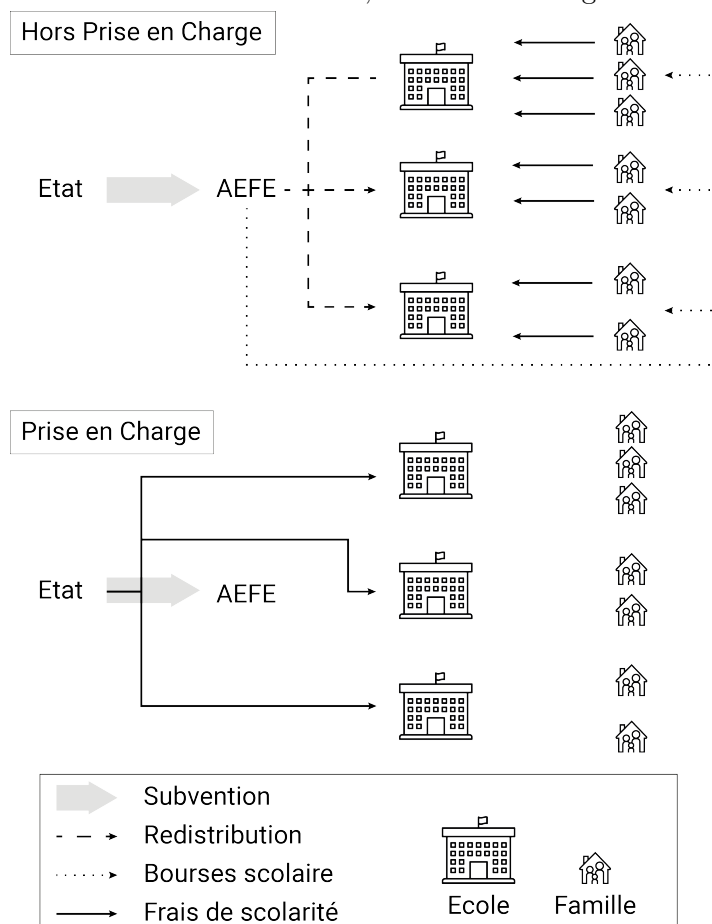 Hors Prise en Charge
Etat
AEFE
Prise en Charge
Etat
AEFE
Subvention
Redistribution
Bourses scolaire
Frais de scolarité
Ecole
Famille